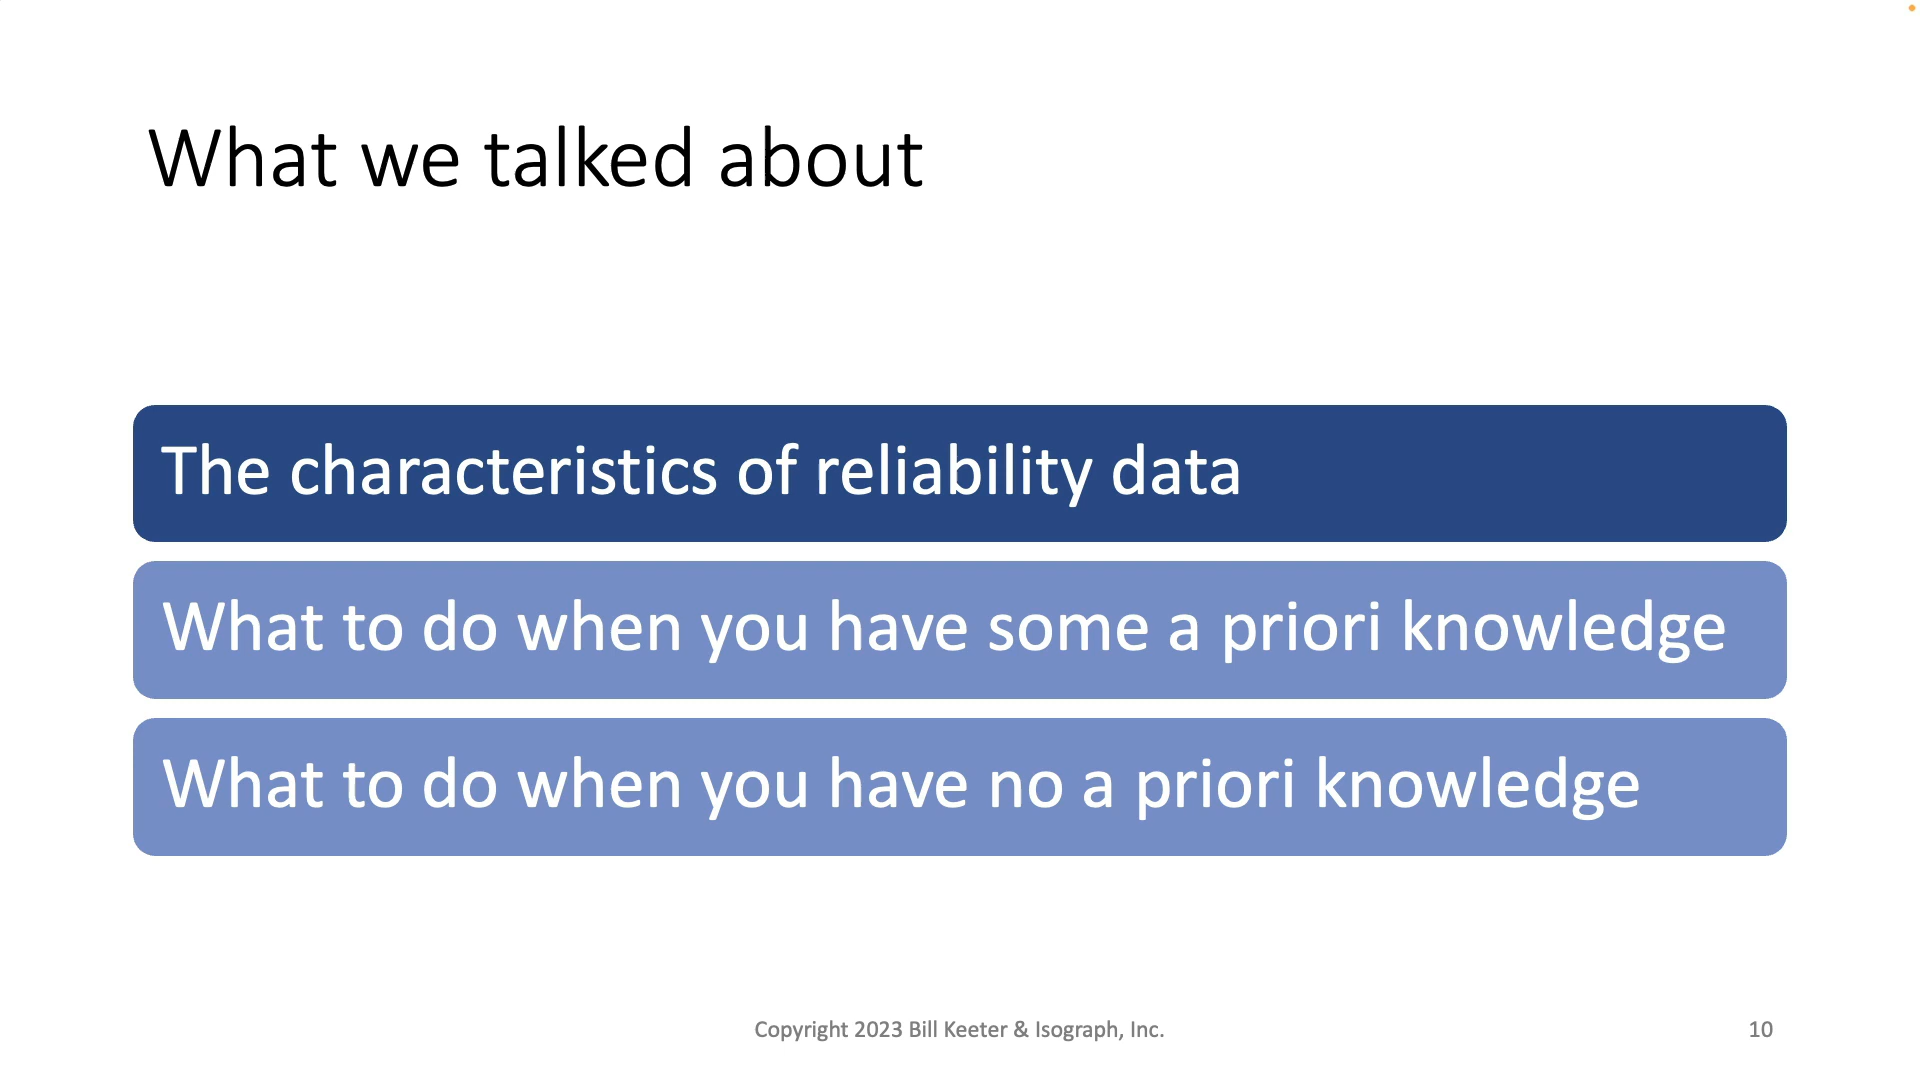 What we talked about
The characteristics of reliability data
What to do when you have some a priori knowledge
What to do when you have no a priori knowledge
Copyright 2023 Bill Keeter & Isograph, Inc.
10